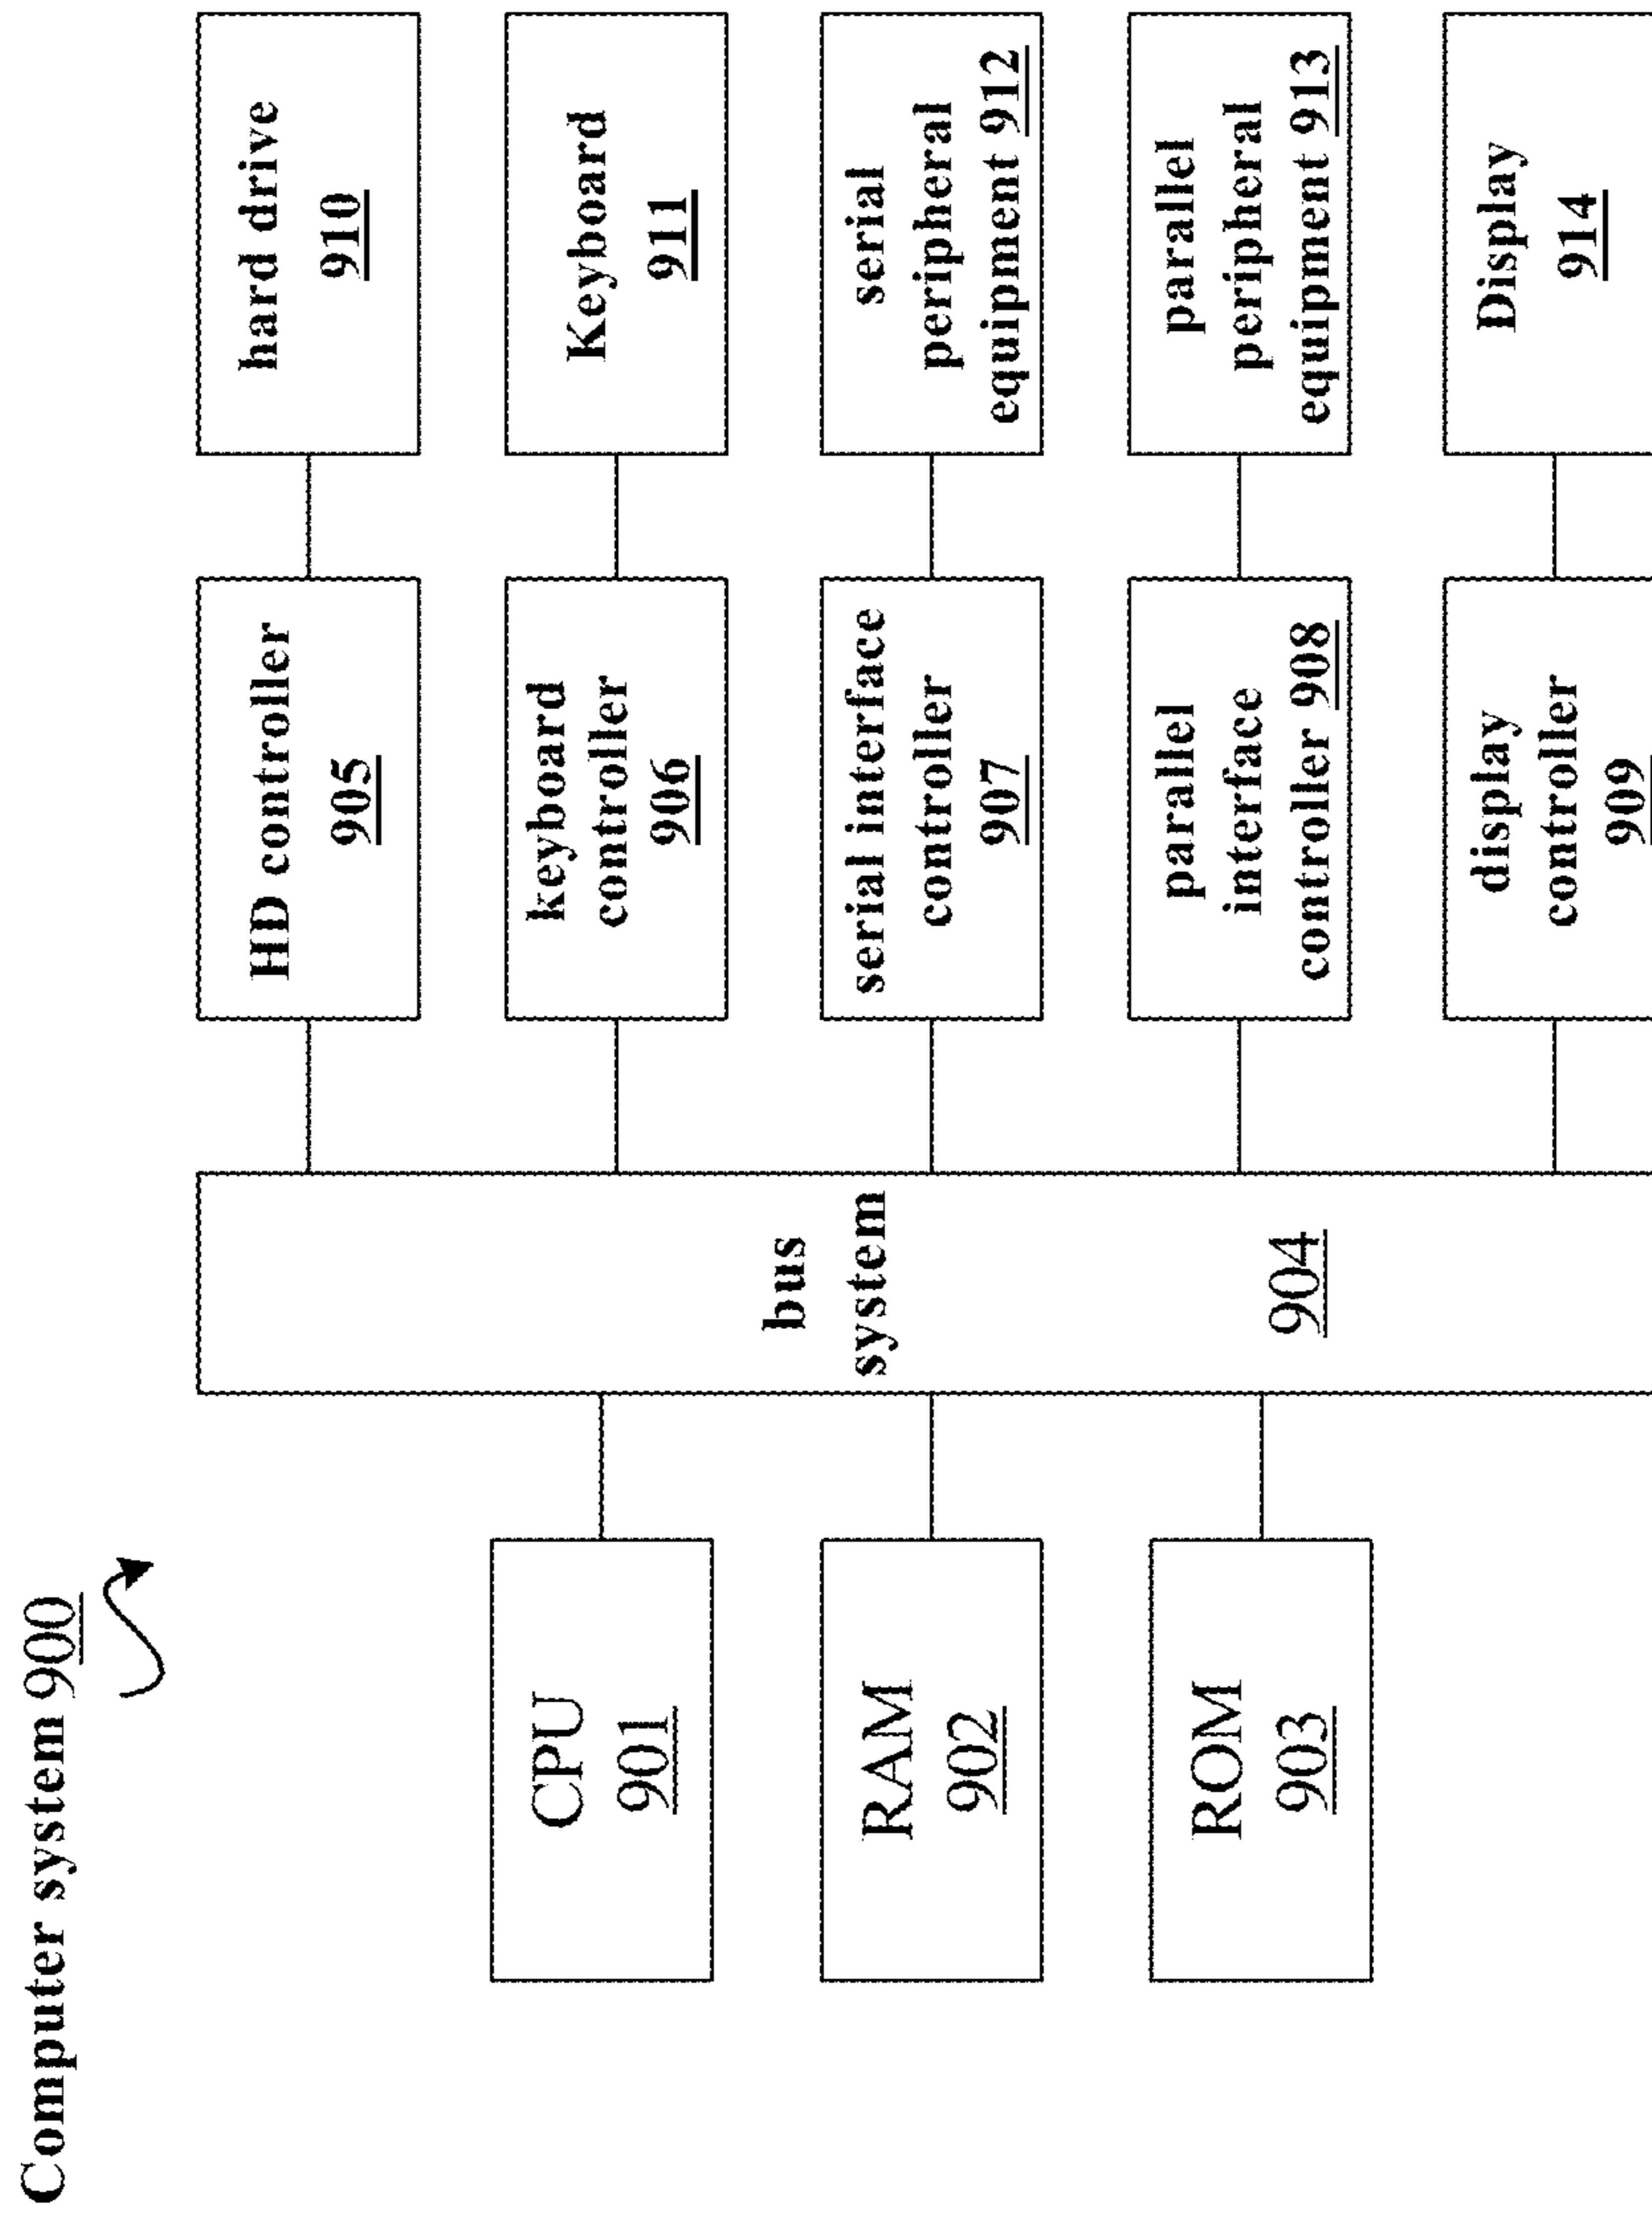 Computer system 900
CPU
901
RAM
902
ROM
903
bus
system
904
HD controller
905
keyboard
controller
906
serial interface
controller
907
parallel
interface
controller 908
display
controller
909
hard drive
910
Keyboard
911
serial
peripheral
equipment 912
parallel
peripheral
equipment 913
Display
914